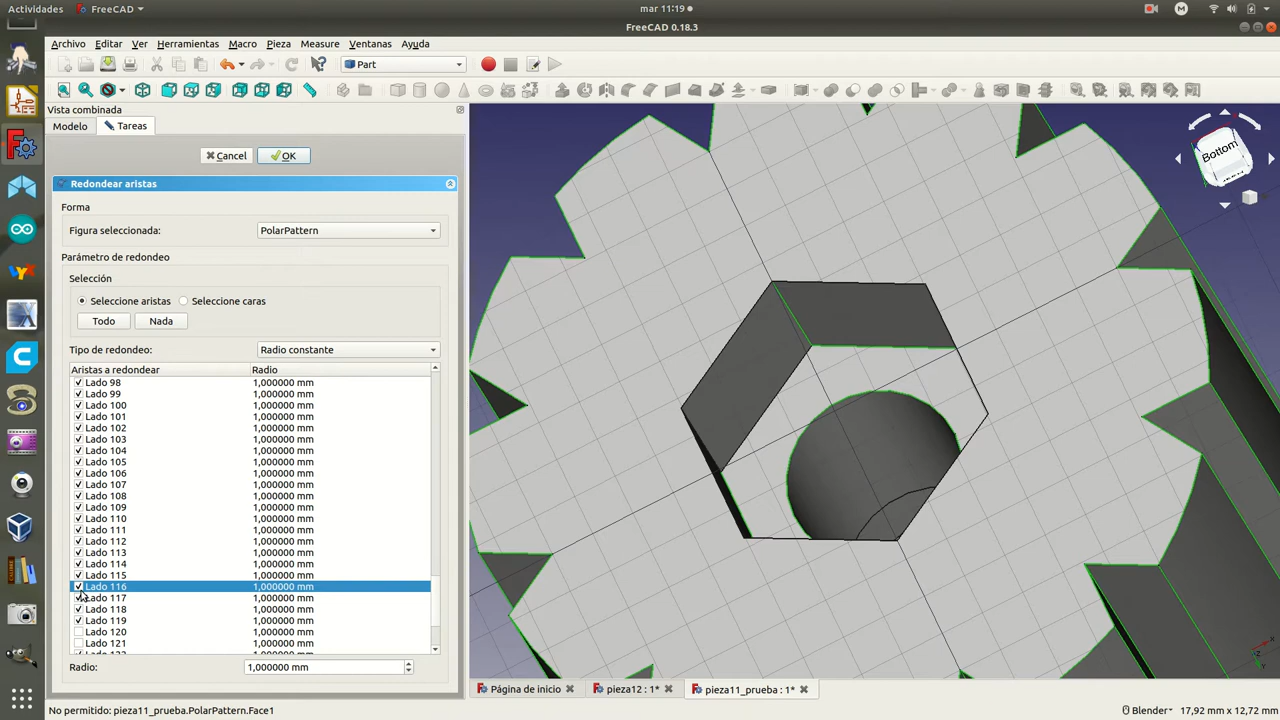 Actividades FreeCAD mar 11:19 M
FreeCAD 0.18.3
Archivo Editar Ver Herramientas Macro Pieza Measure Ventanas Ayuda
Part
Vista combinada
Modelo Tareas
Cancel OK
Redondear aristas
Forma
Figura seleccionada: PolarPattern
Parámetro de redondeo
Selección
Seleccione aristas Seleccione caras
Todo Nada
Tipo de redondeo: Radio constante
Aristas a redondear Radio
Lado 98 1,000000 mm
Lado 99 1,000000 mm
Lado 100 1,000000 mm
Lado 101 1,000000 mm
Lado 102 1,000000 mm
Lado 103 1,000000 mm
Lado 104 1,000000 mm
Lado 105 1,000000 mm
Lado 106 1,000000 mm
Lado 107 1,000000 mm
Lado 108 1,000000 mm
Lado 109 1,000000 mm
Lado 110 1,000000 mm
Lado 111 1,000000 mm
Lado 112 1,000000 mm
Lado 113 1,000000 mm
Lado 114 1,000000 mm
Lado 115 1,000000 mm
Lado 116 1,000000 mm
Lado 117 1,000000 mm
Lado 118 1,000000 mm
Lado 119 1,000000 mm
Lado 120 1,000000 mm
Lado 121 1,000000 mm
Radio: 1,000000 mm
Bottom
Página de inicio pieza12 : 1* pieza11_prueba : 1*
No permitido: pieza11_prueba.PolarPattern.Face1 Blender 17,92 mm x 12,72 mm